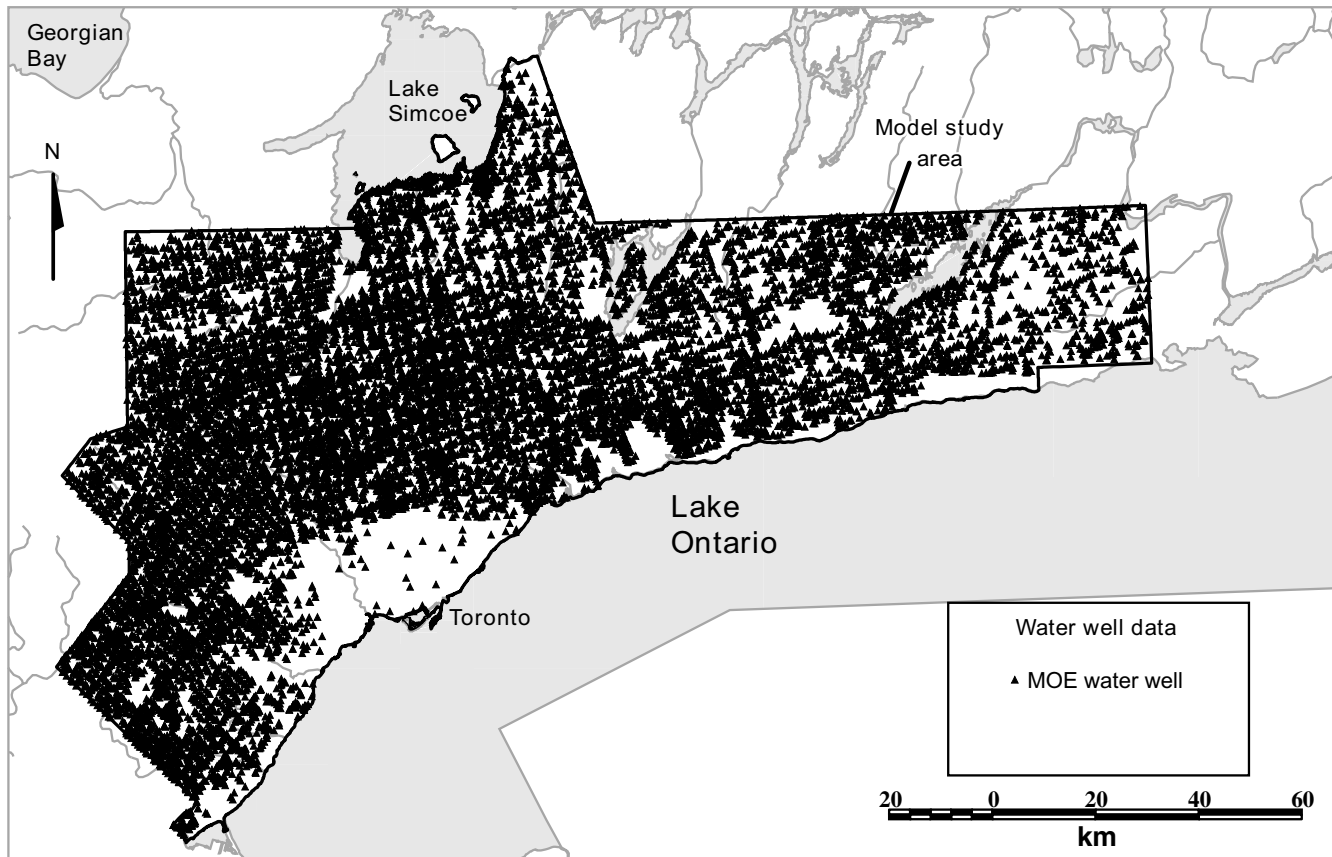 Georgian
Bay
Lake
Simcoe
N
Model study
area
Lake
Ontario
Toronto
Water well data
MOE water well
20 0 20 40 60
km